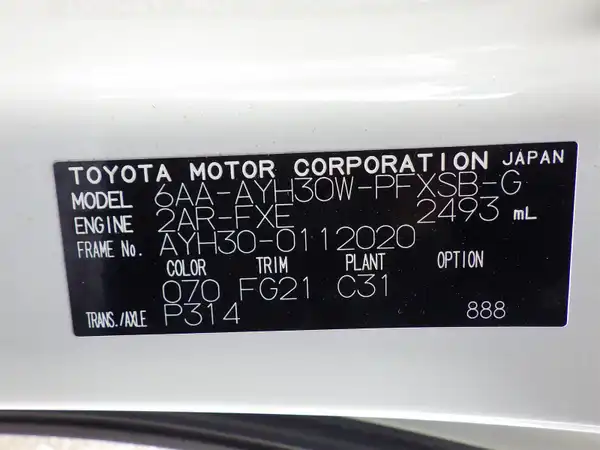 TOYOTA MOTOR CORPORATION JAPAN
MODEL 6AA-AYH30W-PFXSB-G
ENGINE 2AR-FXE 2493 mL
FRAME No. AYH30-0112020
COLOR TRIM PLANT OPTION
070 FG21 C31
TRANS./AXLE P314 888